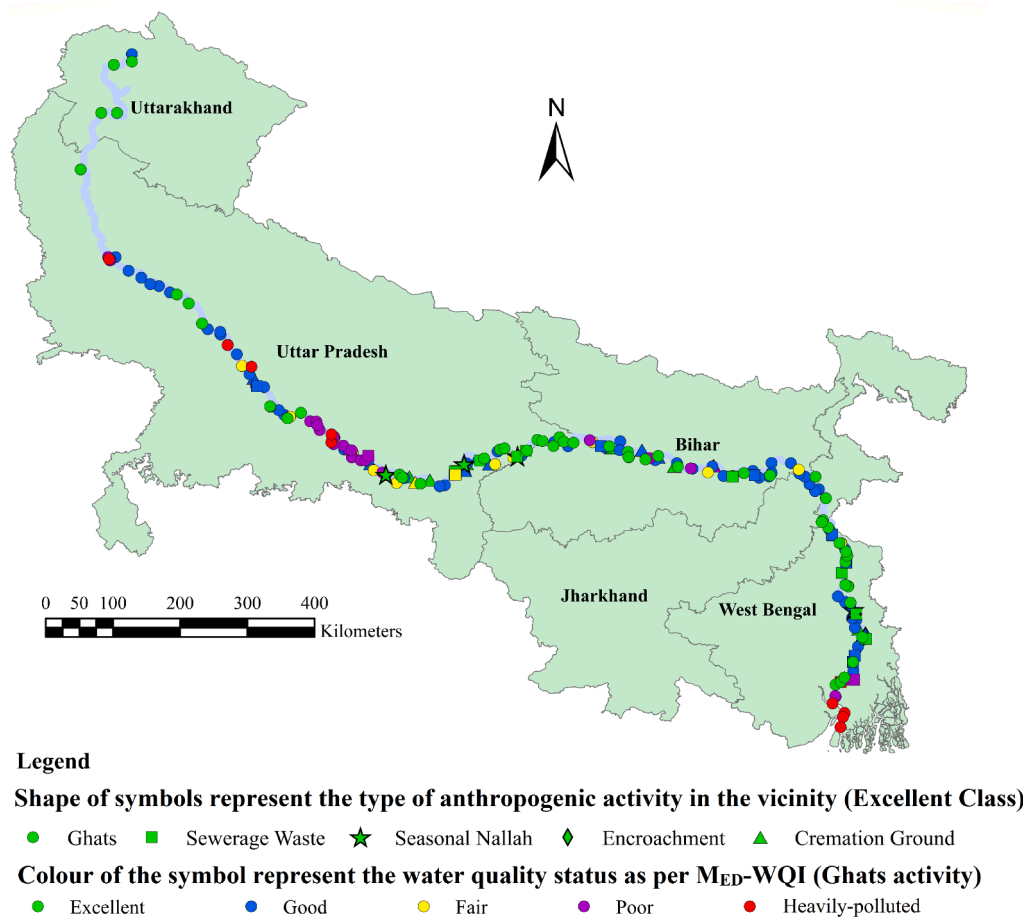 Uttarakhand
N
Uttar Pradesh
Bihar
Jharkhand
West Bengal
0 50 100 200 300 400
Kilometers
Legend
Shape of symbols represent the type of anthropogenic activity in the vicinity (Excellent Class)
Ghats Sewerage Waste Seasonal Nallah Encroachment Cremation Ground
Colour of the symbol represent the water quality status as per MED-WQI (Ghats activity)
Excellent Good Fair Poor Heavily-polluted